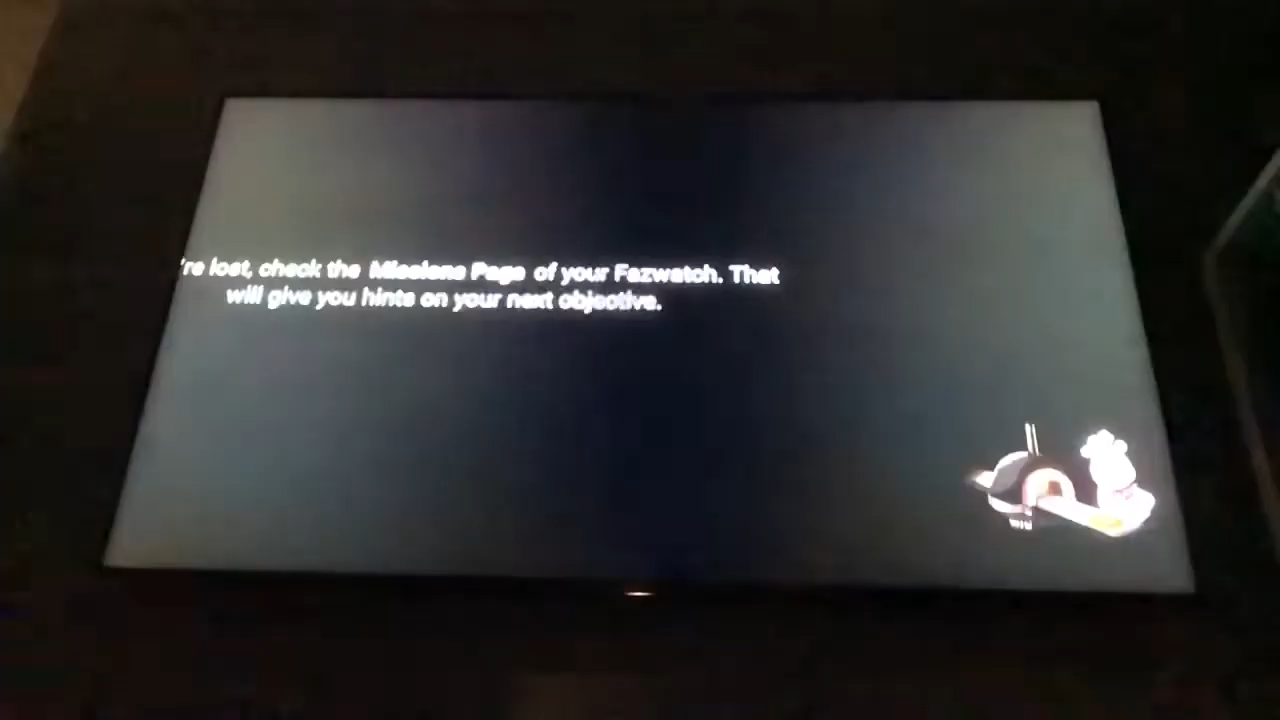 're lost, check the Missions Page of your Fazwatch. That
will give you hints on your next objective.